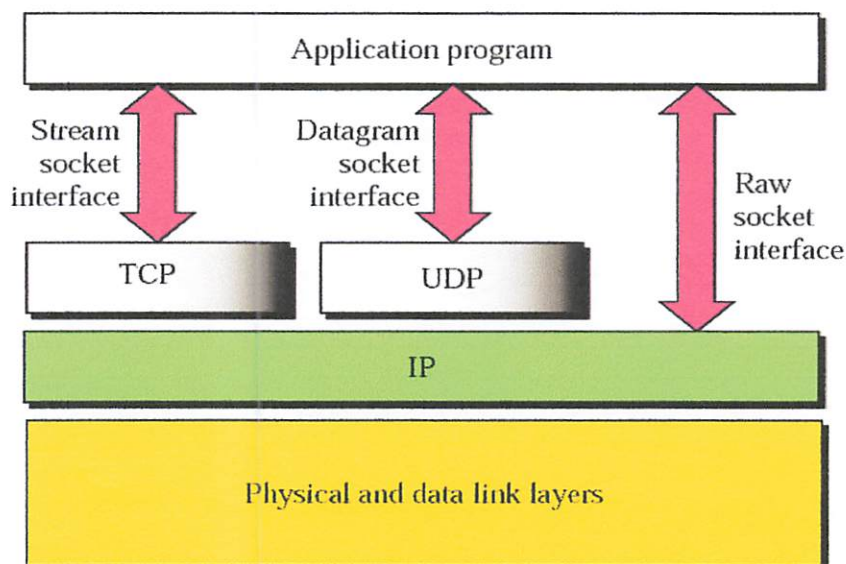 Application program
Stream
socket
interface
Datagram
socket
interface
Raw
socket
interface
TCP
UDP
IP
Physical and data link layers